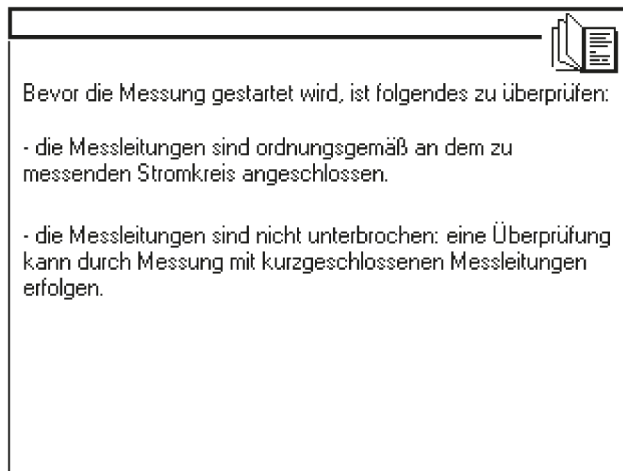 Bevor die Messung gestartet wird, ist folgendes zu überprüfen:
- die Messleitungen sind ordnungsgemäß an dem zu
messenden Stromkreis angeschlossen.
- die Messleitungen sind nicht unterbrochen: eine Überprüfung
kann durch Messung mit kurzgeschlossenen Messleitungen
erfolgen.